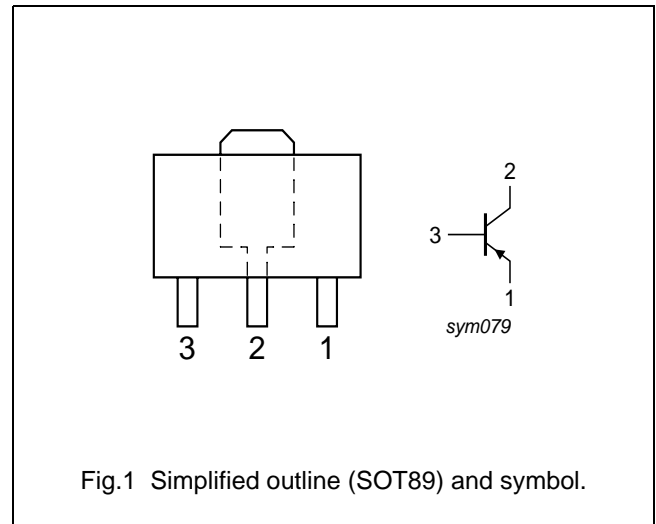 2
3
1
sym079
3 2 1
Fig.1 Simplified outline (SOT89) and symbol.